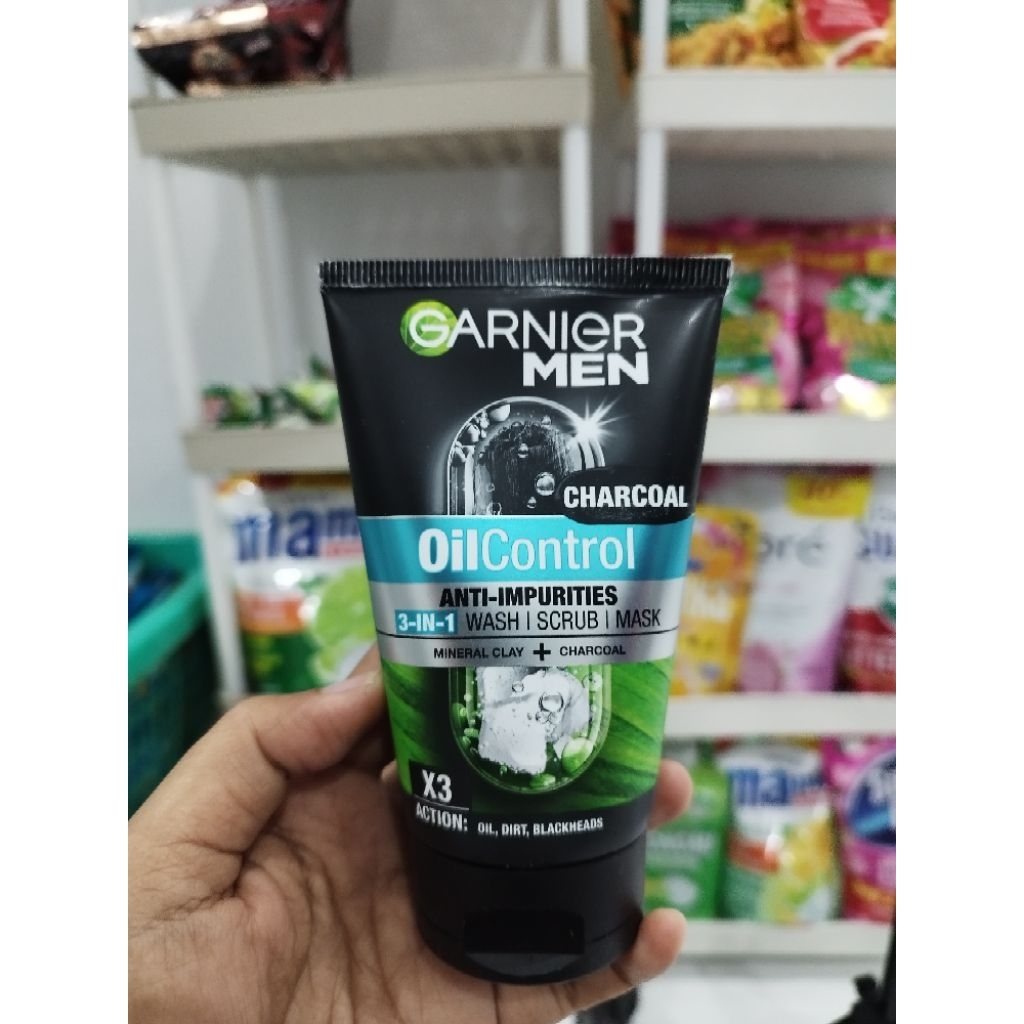 GARNIER
MEN
CHARCOAL
OilControl
ANTI-IMPURITIES
3-IN-1 WASH | SCRUB | MASK
MINERAL CLAY + CHARCOAL
X3
ACTION: OIL, DIRT, BLACKHEADS